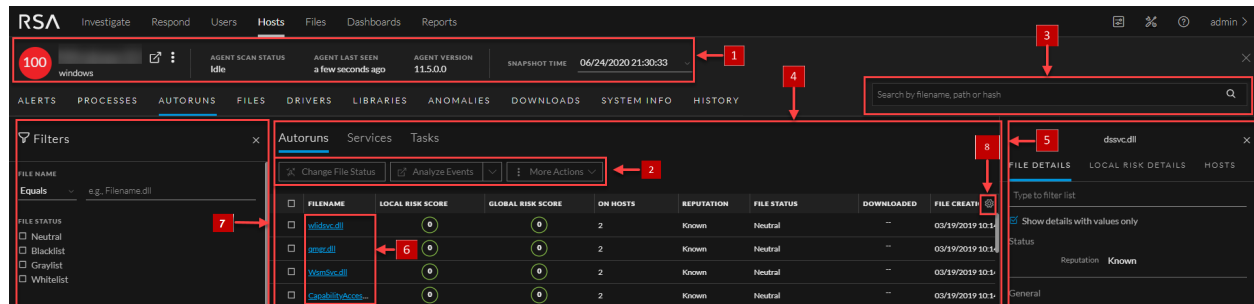 RSA Investigate Respond Users Hosts Files Dashboards Reports admin >
3
100
windows
AGENT SCAN STATUS
Idle
AGENT LAST SEEN
a few seconds ago
AGENT VERSION
11.5.0.0
SNAPSHOT TIME 06/24/2020 21:30:33
1
4
ALERTS PROCESSES AUTORUNS FILES DRIVERS LIBRARIES ANOMALIES DOWNLOADS SYSTEM INFO HISTORY
Search by filename, path or hash
Filters
FILE NAME
Equals e.g., Filename.dll
FILE STATUS
Neutral
Blacklist
Graylist
Whitelist
7
Autoruns Services Tasks
Change File Status Analyze Events More Actions
2
8
FILENAME LOCAL RISK SCORE GLOBAL RISK SCORE ON HOSTS REPUTATION FILE STATUS DOWNLOADED FILE CREATI
wlidsvc.dll 0 0 2 Known Neutral -- 03/19/2019 10:14
qmgr.dll 0 0 2 Known Neutral -- 03/19/2019 10:14
6
WsmSvc.dll 0 0 2 Known Neutral -- 03/19/2019 10:14
CapabilityAcces... 0 0 2 Known Neutral -- 03/19/2019 10:14
5
dssvc.dll
FILE DETAILS LOCAL RISK DETAILS HOSTS
Type to filter list
Show details with values only
Status
Reputation Known
General